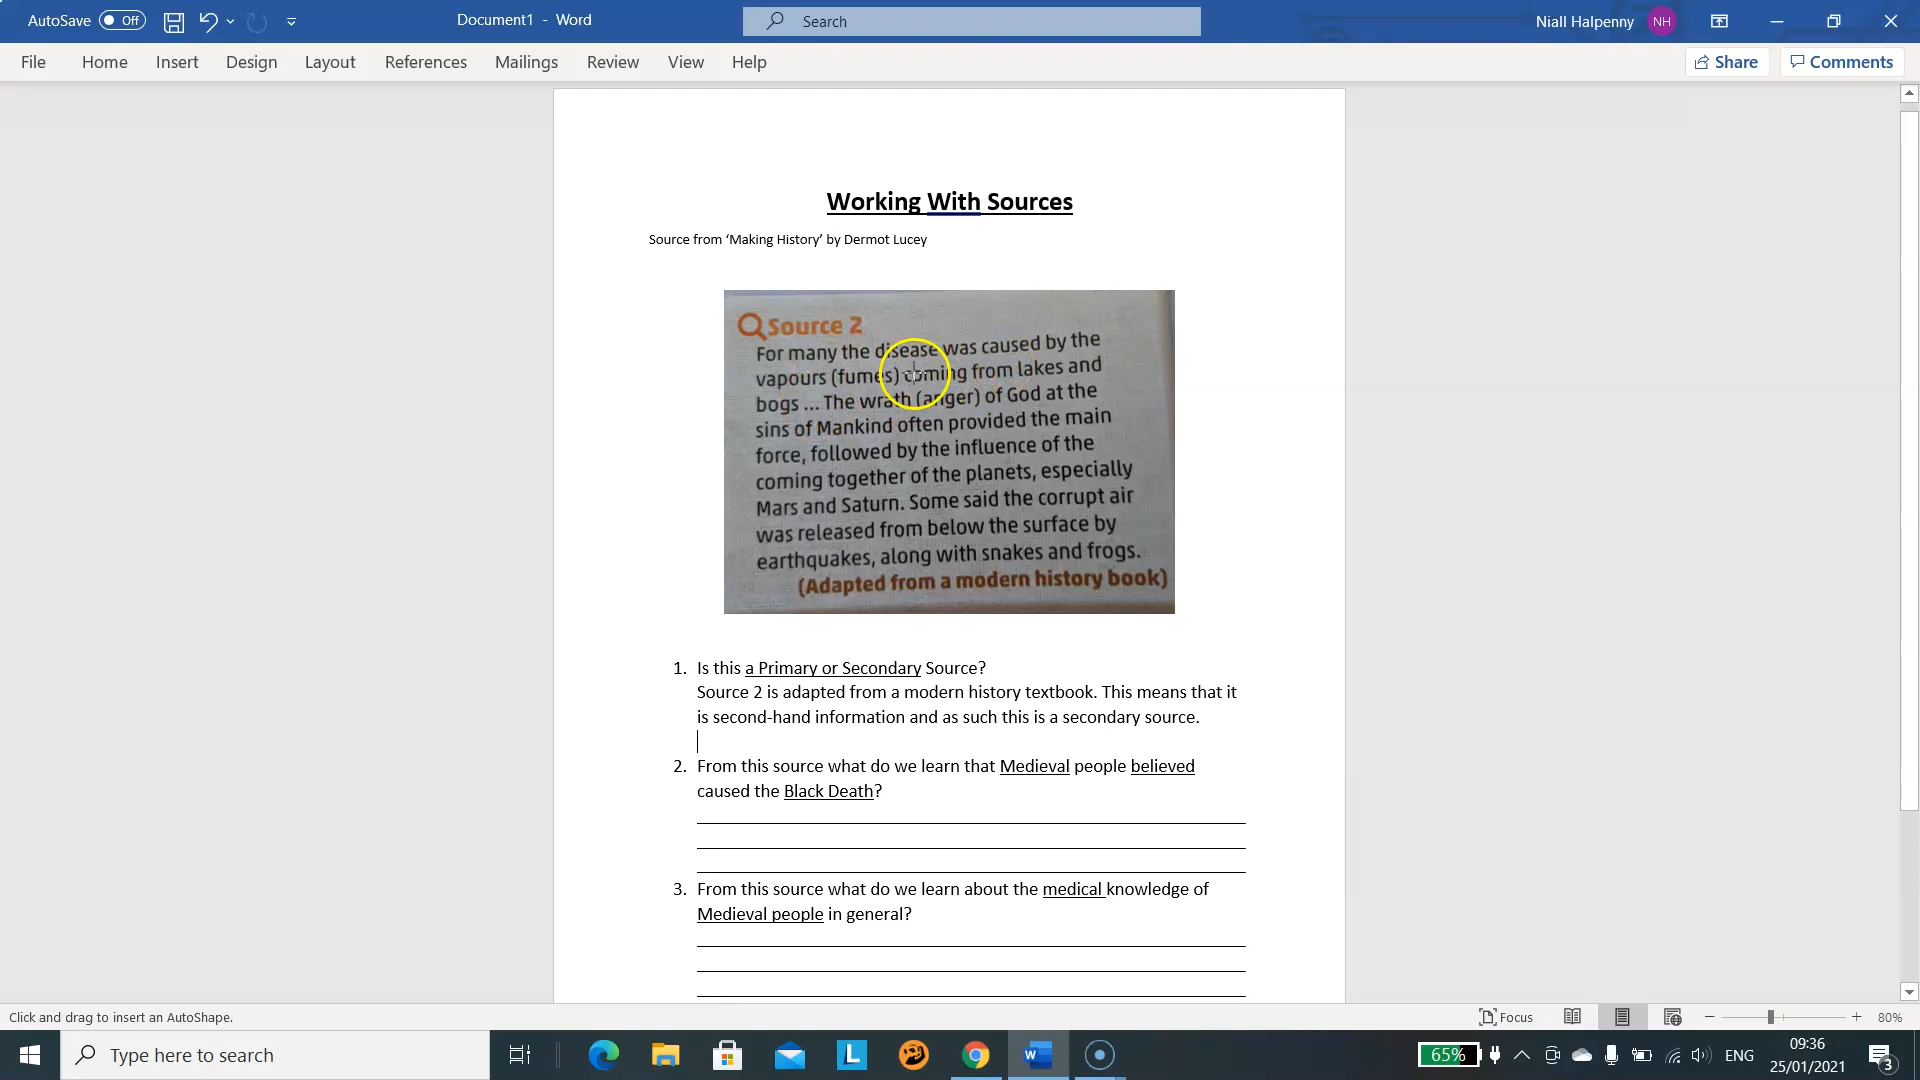 AutoSave Off Document1 - Word Search Niall Halpenny NH
File Home Insert Design Layout References Mailings Review View Help Share Comments
Working With Sources
Source from ‘Making History’ by Dermot Lucey
Source 2
For many the disease was caused by the
vapours (fumes) coming from lakes and
bogs ... The wrath (anger) of God at the
sins of Mankind often provided the main
force, followed by the influence of the
coming together of the planets, especially
Mars and Saturn. Some said the corrupt air
was released from below the surface by
earthquakes, along with snakes and frogs.
(Adapted from a modern history book)
1. Is this a Primary or Secondary Source?
Source 2 is adapted from a modern history textbook. This means that it
is second-hand information and as such this is a secondary source.
2. From this source what do we learn that Medieval people believed
caused the Black Death?
3. From this source what do we learn about the medical knowledge of
Medieval people in general?
Click and drag to insert an AutoShape. Focus 80%
Type here to search L W 65% ENG 09:36
25/01/2021 3